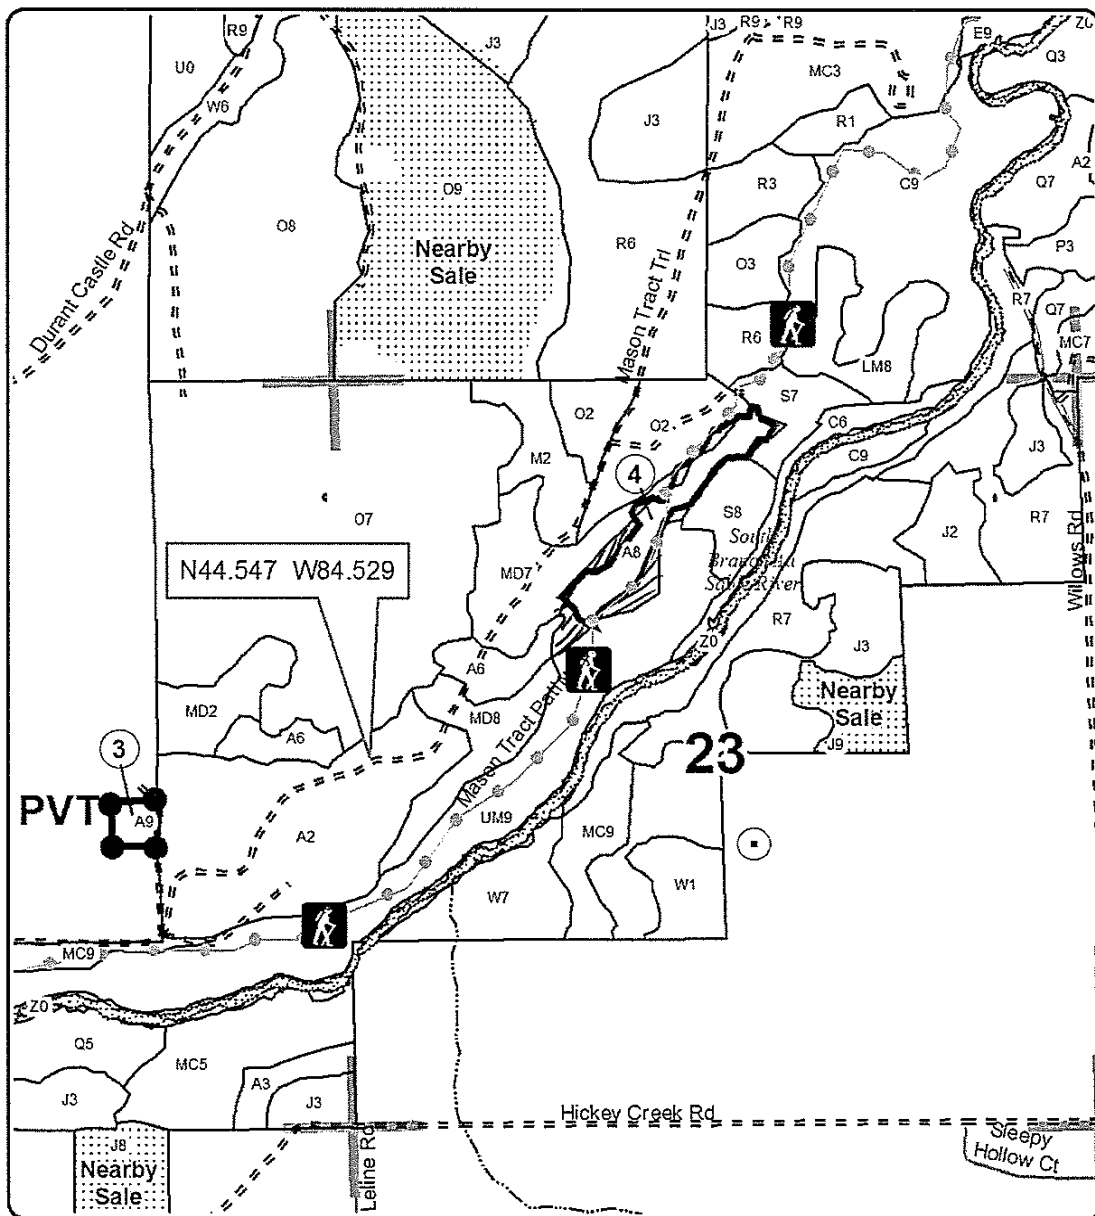 R9
J3
J3
R9
R9
E9
Z0
U0
MC3
Q3
W6
J3
R1
R3
C9
A2
Q7
O9
O8
Nearby
Sale
R6
P3
Durant Castle Rd
O3
Mason Tract Trl
R7
Q7
R6
MC7
LM8
O2
S7
O2
C6
M2
C9
J3
4
O7
S8
J2
R7
South
N44.547 W84.529
MD7
A8
Willows Rd
R7
Z0
J3
A6
MD2
MD8
Nearby
Sale
A6
J9
3
23
Mason Tract Pathway
PVT
A9
A2
UM9
MC9
W7
W1
MC9
Z0
Q5
MC5
A3
J3
J3
Hickey Creek Rd
J8
Nearby
Sale
Leline Rd
Sleepy
Hollow Ct